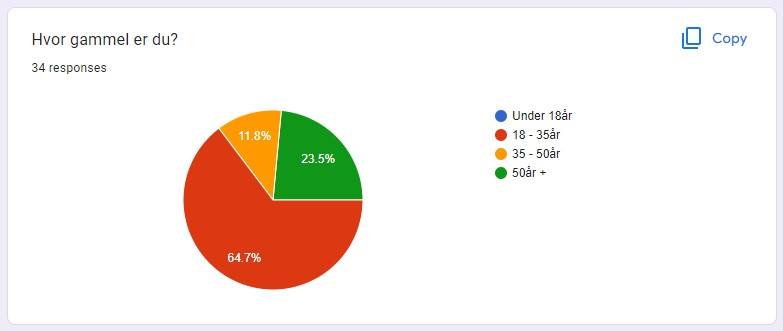 Hvor gammel er du?
Copy
34 responses
11.8%
23.5%
64.7%
Under 18år
18 - 35år
35 - 50år
50år +